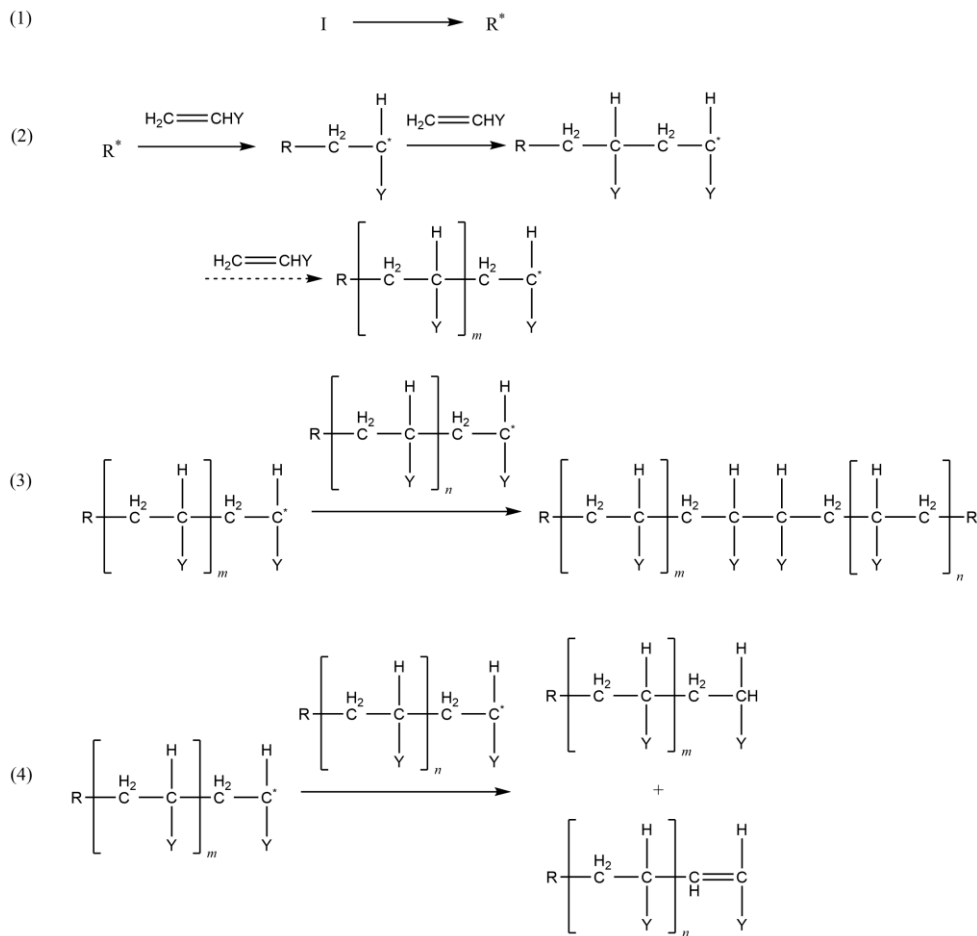 (1) I R*
(2) R* H₂C=CHY R H₂ C H C* Y H₂C=CHY R H₂ C H C Y H₂ C H C* Y
H₂C=CHY R H₂ C H C Y m H₂ C H C* Y
(3) R H₂ C H C Y m H₂ C H C* Y
R H₂ C H C Y n H₂ C H C* Y
R H₂ C H C Y m H₂ C H C Y H C Y H₂ C H C Y H₂ C n R
(4) R H₂ C H C Y m H₂ C H C* Y
R H₂ C H C Y n H₂ C H C* Y
R H₂ C H C Y m H₂ C H CH Y
+
R H₂ C H C Y n C H H C Y